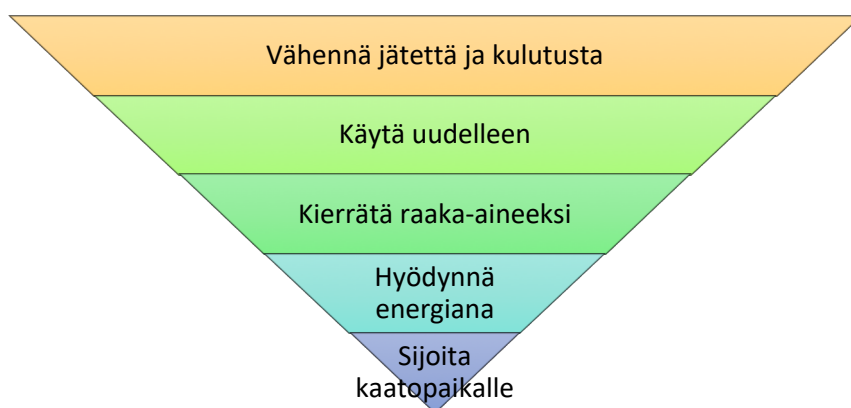 Vähennä jätettä ja kulutusta
Käytä uudelleen
Kierrätä raaka-aineeksi
Hyödynnä
energiana
Sijoita
kaatopaikalle